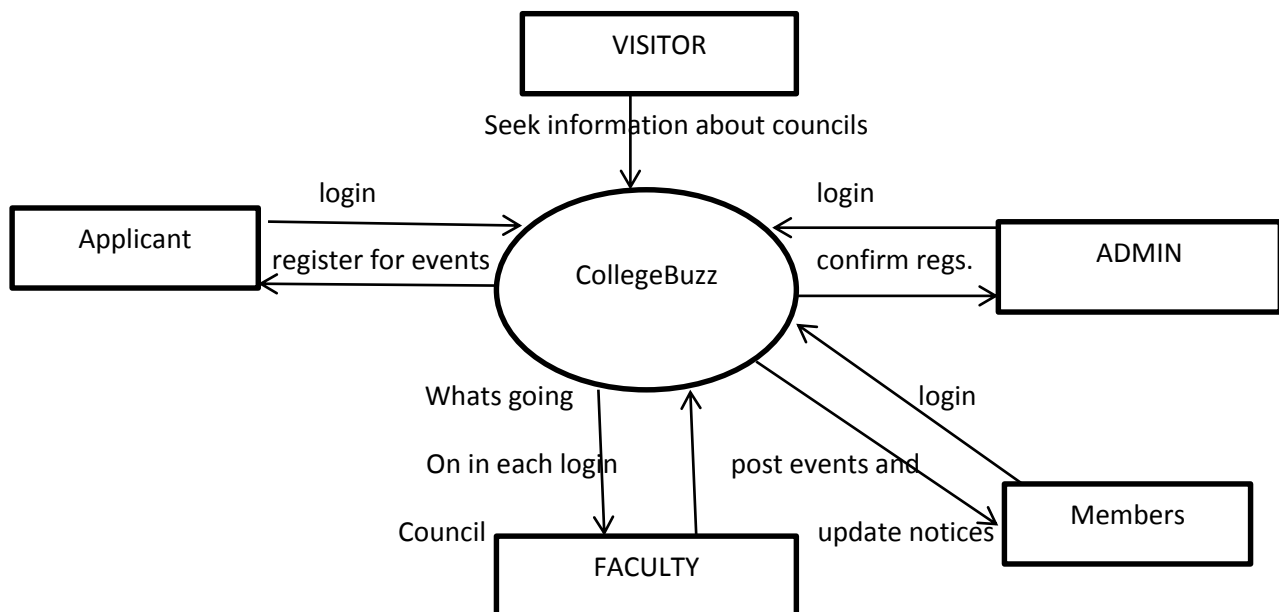 VISITOR
Seek information about councils
login
login
Applicant
ADMIN
register for events
confirm regs.
CollegeBuzz
Whats going
login
On in each login
post events and
Members
Council
update notices
FACULTY